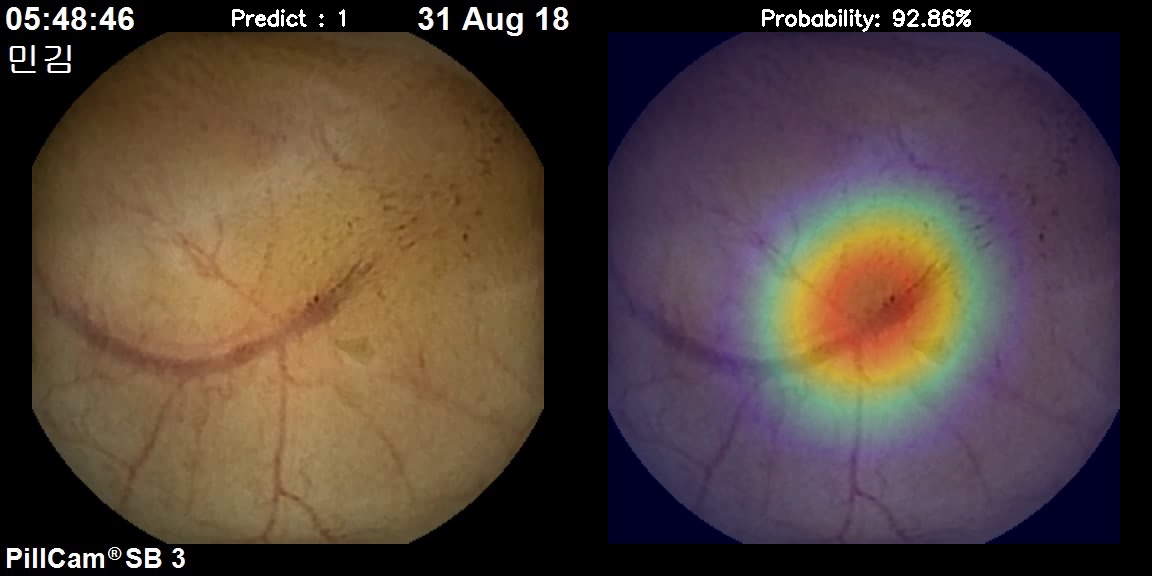 05:48:46
Predict : 1
31 Aug 18
Probability: 92.86%
민김
PillCam® SB 3